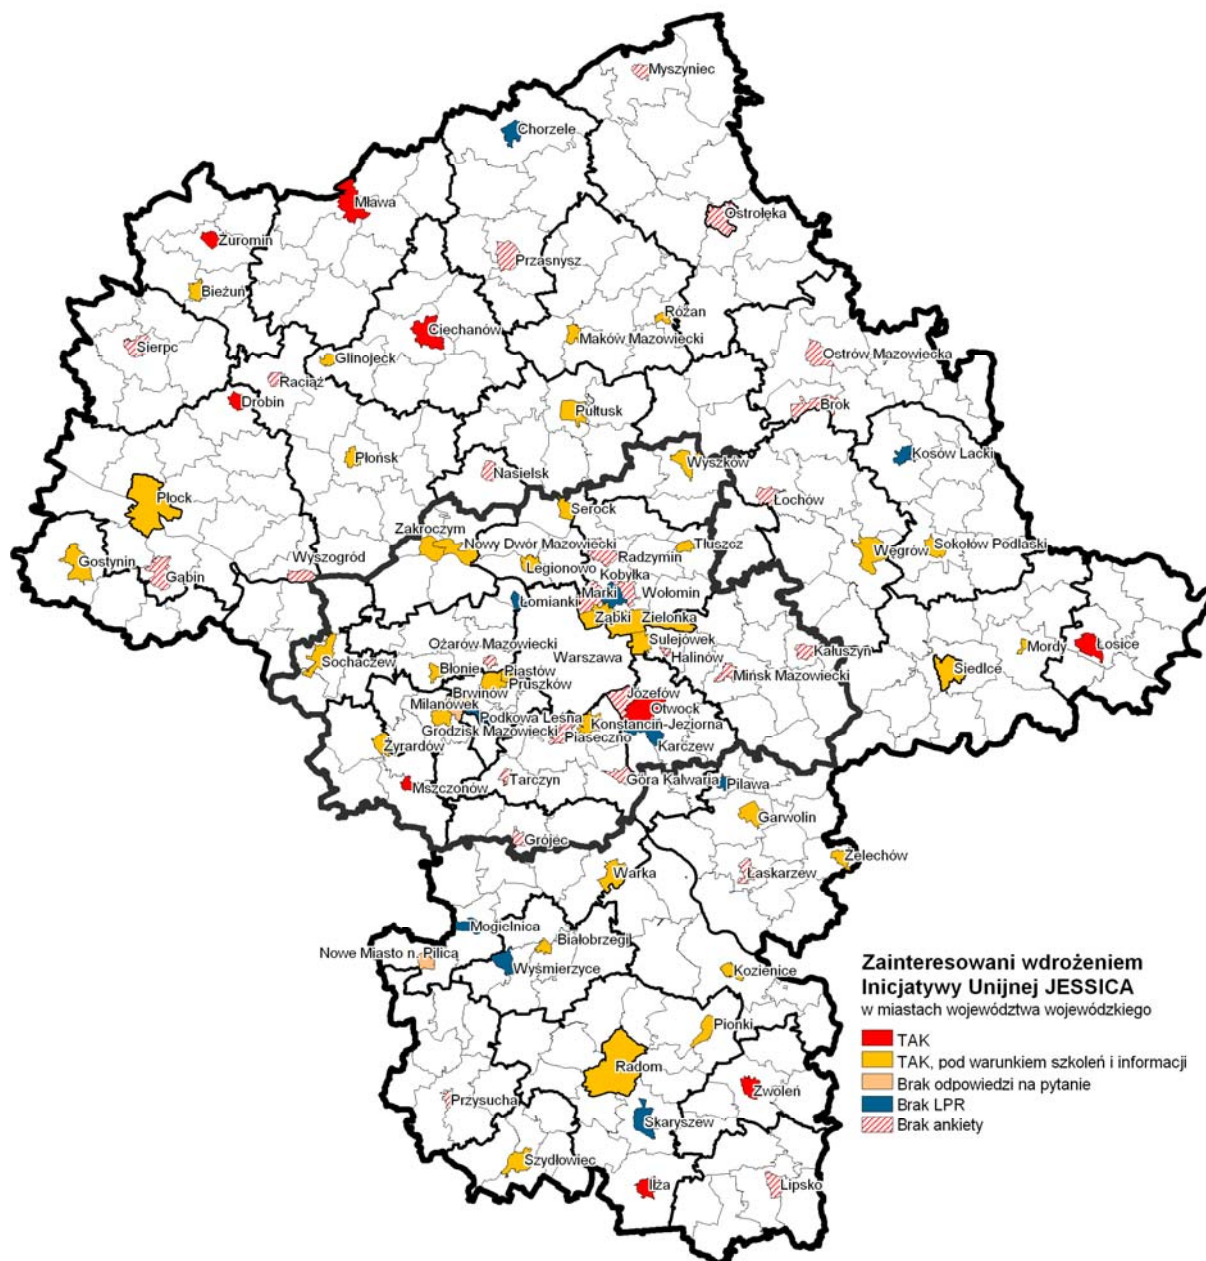 Myszyniec
Chorzele
Mława
Ostrołęka
Żuromin
Przasnysz
Bieżuń
Różan
Ciechanów
Maków Mazowiecki
Sierpc
Glinojeck
Ostrów Mazowiecka
Raciąż
Drobin
Brok
Pułtusk
Kosów Lacki
Płońsk
Wyszków
Nasielsk
Płock
Łochów
Serock
Zakroczym
Nowy Dwór Mazowiecki
Tłuszcz
Węgrów
Sokołów Podlaski
Gostynin
Wyszogród
Radzymin
Legionowo
Gąbin
Kobyłka
Marki
Wołomin
Łomianki
Ząbki
Zielonka
Sulejówek
Ożarów Mazowiecki
Warszawa
Halinów
Kałuszyn
Mordy
Łosice
Sochaczew
Błonie
Piastów
Mińsk Mazowiecki
Siedlce
Pruszków
Brwinów
Józefów
Milanówek
Otwock
Podkowa Leśna
Konstancin-Jeziorna
Grodzisk Mazowiecki
Piaseczno
Karczew
Żyrardów
Mszczonów
Tarczyn
Góra Kalwaria
Pilawa
Garwolin
Grójec
Żelechów
Warka
Łaskarzew
Mogielnica
Białobrzegi
Nowe Miasto n. Pilicą
Wyśmierzyce
Kozienice
Pionki
Radom
Zwoleń
Przysucha
Skaryszew
Szydłowiec
Iłża
Lipsko
Zainteresowani wdrożeniem
Inicjatywy Unijnej JESSICA
w miastach województwa wojewódzkiego
TAK
TAK, pod warunkiem szkoleń i informacji
Brak odpowiedzi na pytanie
Brak LPR
Brak ankiety